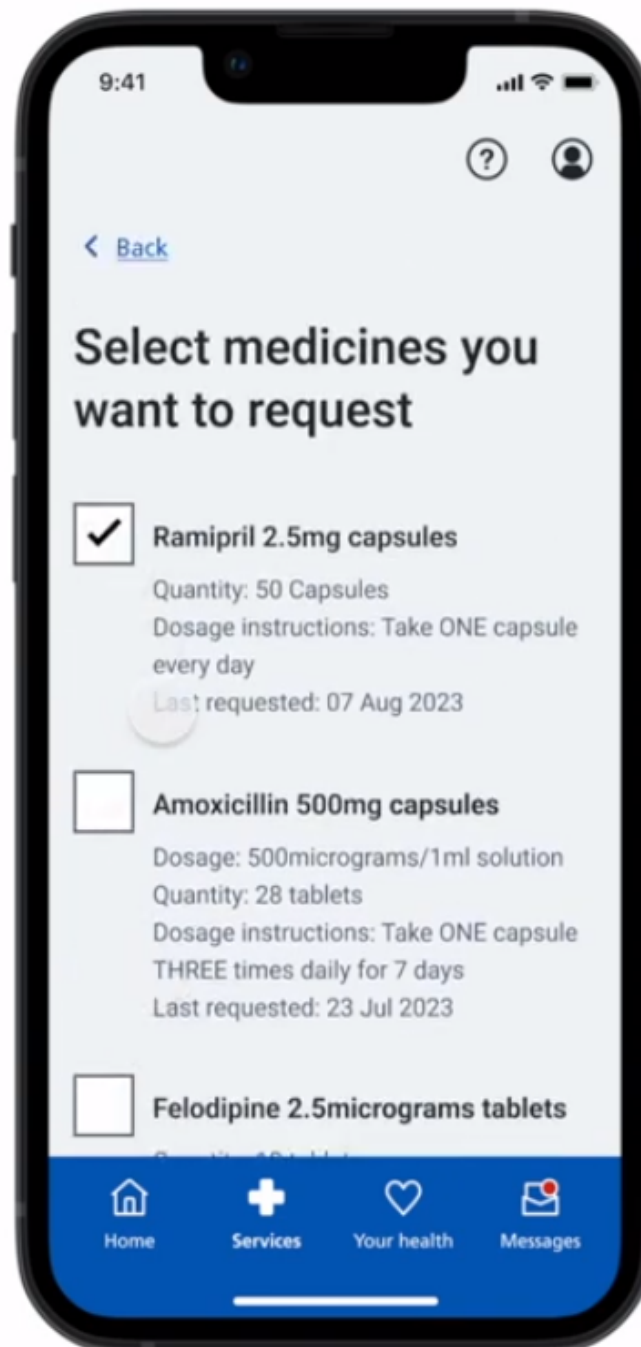 9:41
Back
Select medicines you
want to request
Ramipril 2.5mg capsules
Quantity: 50 Capsules
Dosage instructions: Take ONE capsule
every day
Last requested: 07 Aug 2023
Amoxicillin 500mg capsules
Dosage: 500micrograms/1ml solution
Quantity: 28 tablets
Dosage instructions: Take ONE capsule
THREE times daily for 7 days
Last requested: 23 Jul 2023
Felodipine 2.5micrograms tablets
Home Services Your health Messages